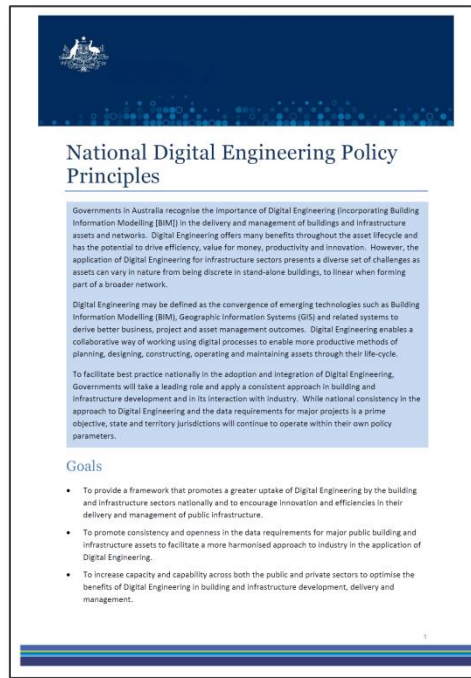 National Digital Engineering Policy
Principles
Governments in Australia recognise the importance of Digital Engineering (incorporating Building
Information Modelling [BIM]) in the delivery and management of buildings and infrastructure
assets and networks. Digital Engineering offers many benefits throughout the asset lifecycle and
has the potential to drive efficiency, value for money, productivity and innovation. However, the
application of Digital Engineering for infrastructure sectors presents a diverse set of challenges as
assets can vary in nature from being discrete in stand-alone buildings, to linear when forming
part of a broader network.
Digital Engineering may be defined as the convergence of emerging technologies such as Building
Information Modelling (BIM), Geographic Information Systems (GIS) and related systems to
derive better business, project and asset management outcomes. Digital Engineering enables a
collaborative way of working using digital processes to enable more productive methods of
planning, designing, constructing, operating and maintaining assets through their life-cycle.
To facilitate best practice nationally in the adoption and integration of Digital Engineering,
Governments will take a leading role and apply a consistent approach in building and
infrastructure development and in its interaction with industry. While national consistency in the
approach to Digital Engineering and the data requirements for major projects is a prime
objective, state and territory jurisdictions will continue to operate within their own policy
parameters.
Goals
• To provide a framework that promotes a greater uptake of Digital Engineering by the building
and infrastructure sectors nationally and to encourage innovation and efficiencies in their
delivery and management of public infrastructure.
• To promote consistency and openness in the data requirements for major public building and
infrastructure assets to facilitate a more harmonised approach to industry in the application of
Digital Engineering.
• To increase capacity and capability across both the public and private sectors to optimise the
benefits of Digital Engineering in building and infrastructure development, delivery and
management.
1